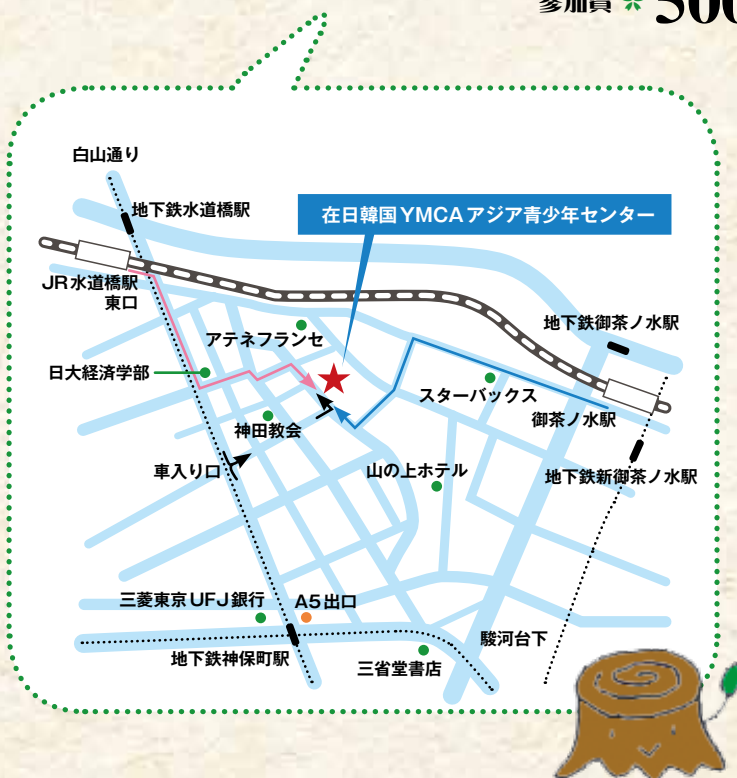 参加費 500
白山通り
地下鉄水道橋駅
在日韓国YMCAアジア青少年センター
JR水道橋駅
東口
アテネフランセ
地下鉄御茶ノ水駅
日大経済学部
スターバックス
御茶ノ水駅
神田教会
車入り口
山の上ホテル
地下鉄新御茶ノ水駅
三菱東京UFJ銀行
A5出口
駿河台下
地下鉄神保町駅
三省堂書店